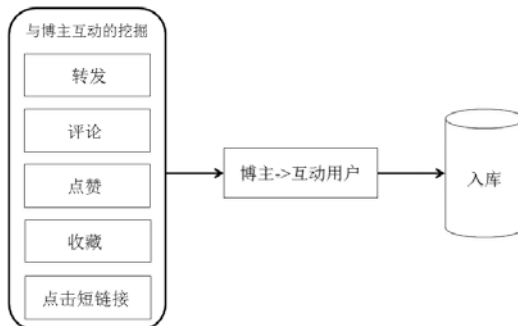 与博主互动的挖掘
转发
评论
点赞
收藏
点击短链接
博主->互动用户
入库